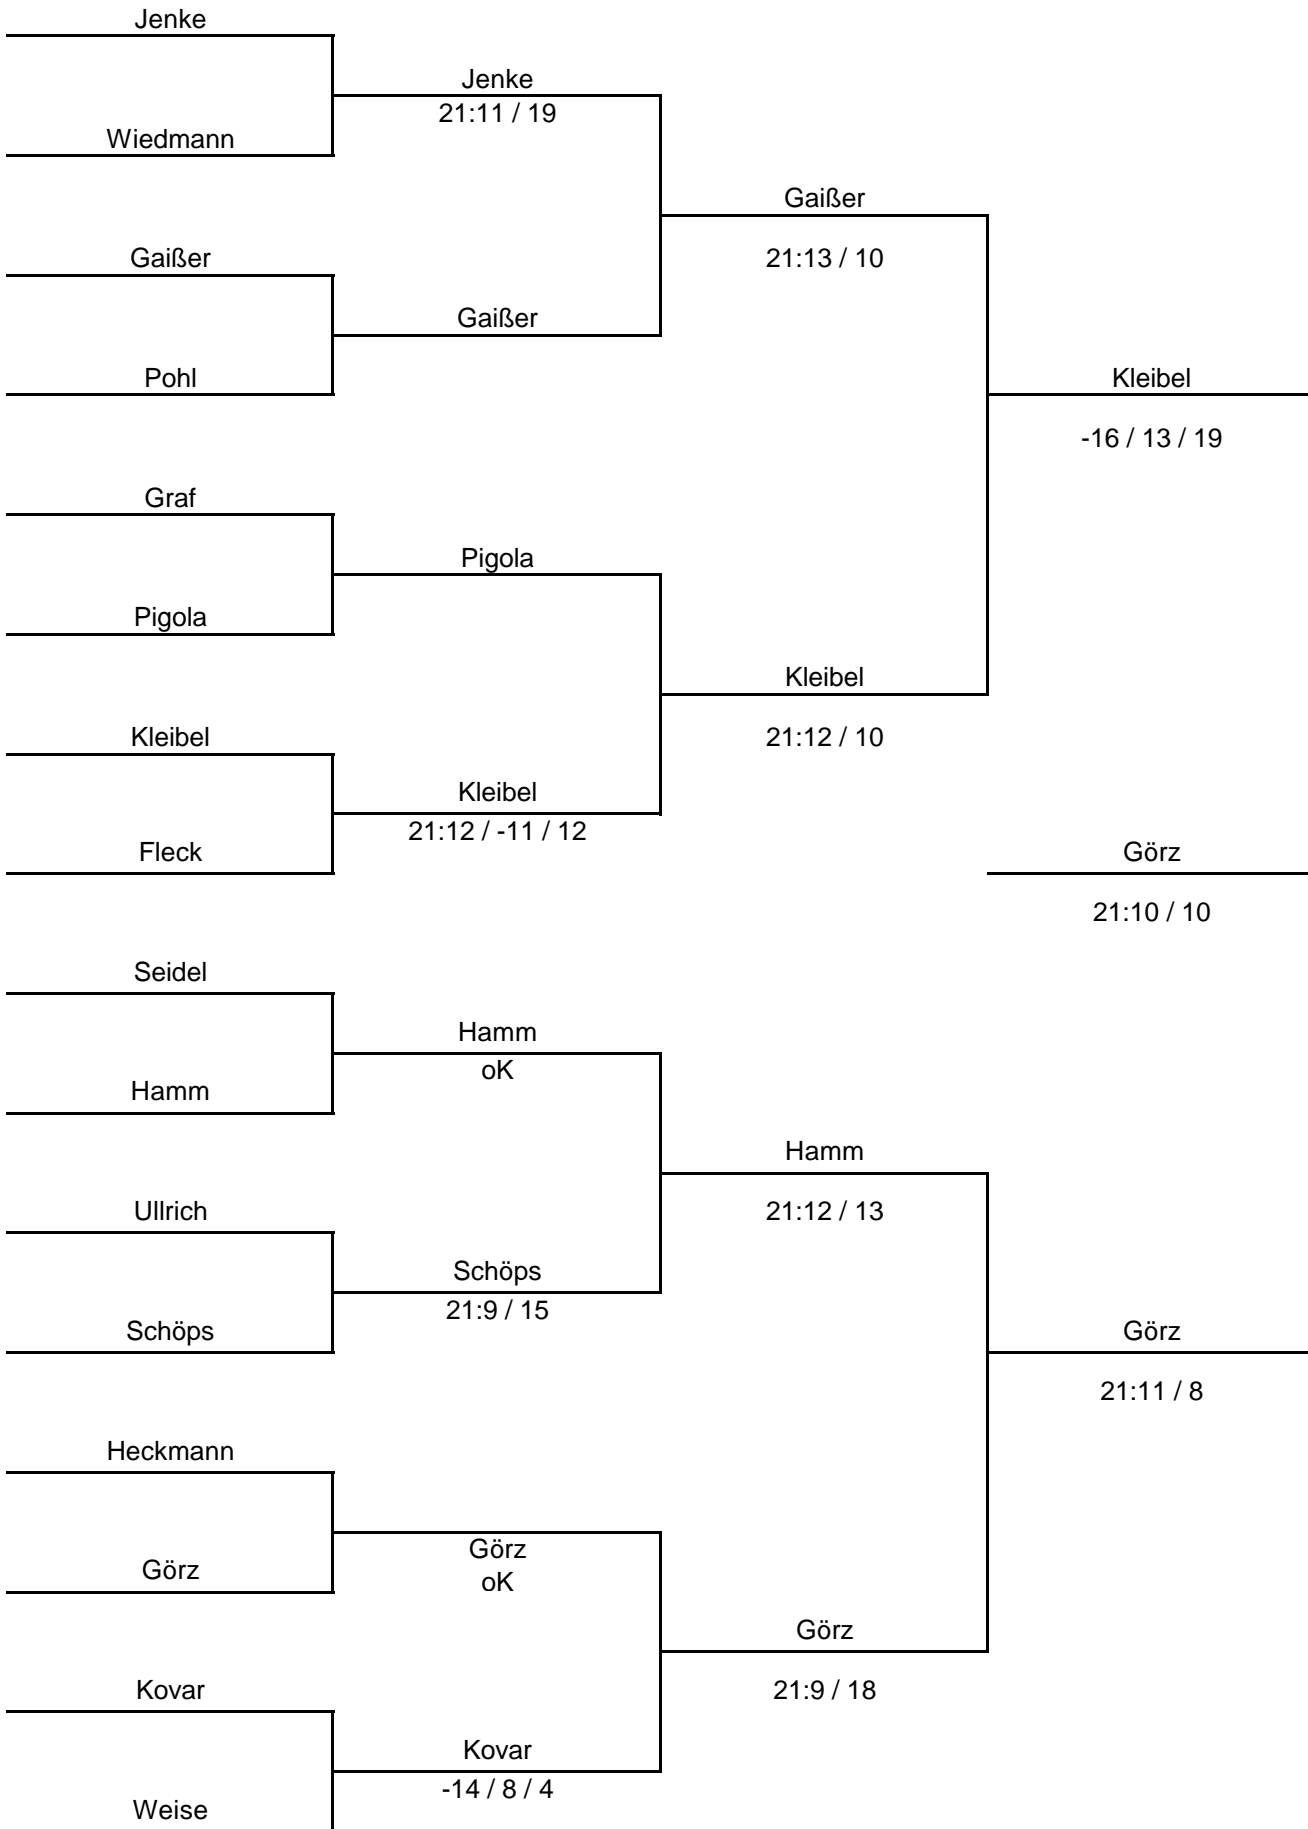 Jenke
Jenke
21:11 / 19
Wiedmann
Gaißer
Gaißer
21:13 / 10
Gaißer
Pohl
Kleibel
-16 / 13 / 19
Graf
Pigola
Pigola
Kleibel
Kleibel
21:12 / 10
Kleibel
21:12 / -11 / 12
Fleck
Görz
21:10 / 10
Seidel
Hamm
oK
Hamm
Hamm
Ullrich
21:12 / 13
Schöps
21:9 / 15
Schöps
Görz
21:11 / 8
Heckmann
Görz
oK
Görz
Görz
Kovar
21:9 / 18
Kovar
-14 / 8 / 4
Weise